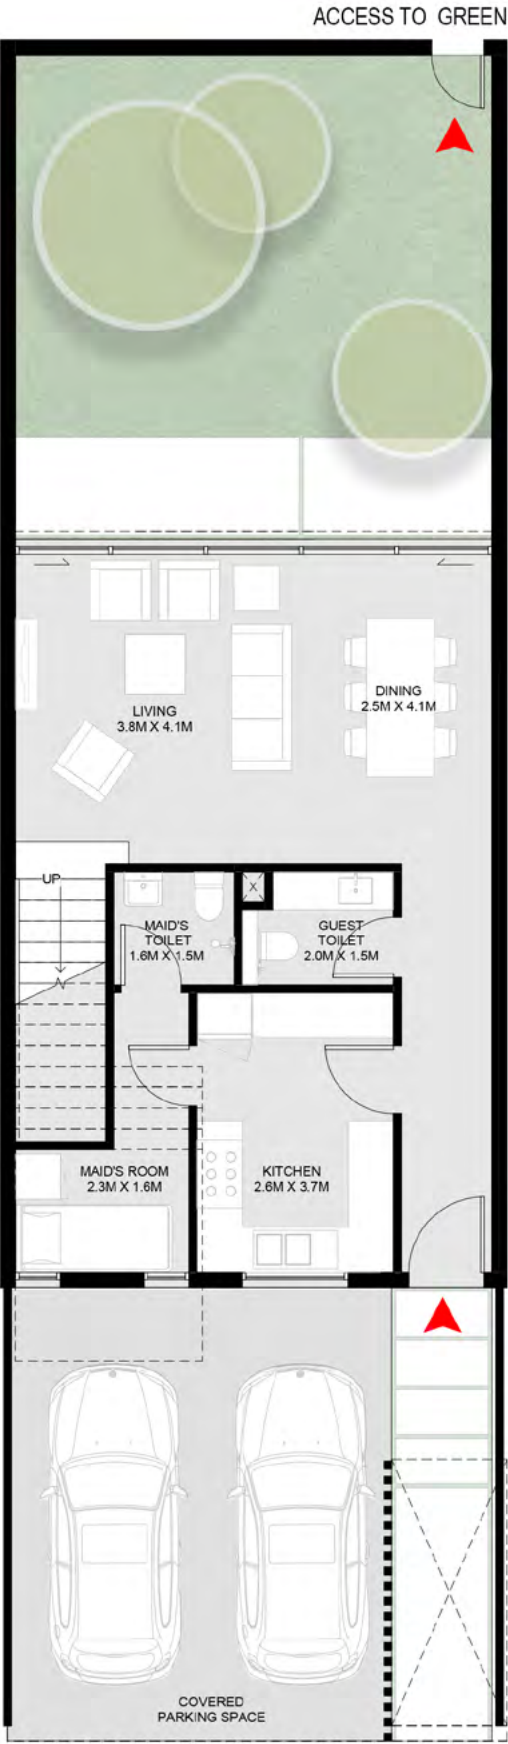 ACCESS TO GREEN
LIVING
3.8M X 4.1M
DINING
2.5M X 4.1M
UP
X
MAID'S
TOILET
1.6M X 1.5M
GUEST
TOILET
2.0M X 1.5M
MAID'S ROOM
2.3M X 1.6M
KITCHEN
2.6M X 3.7M
COVERED
PARKING SPACE